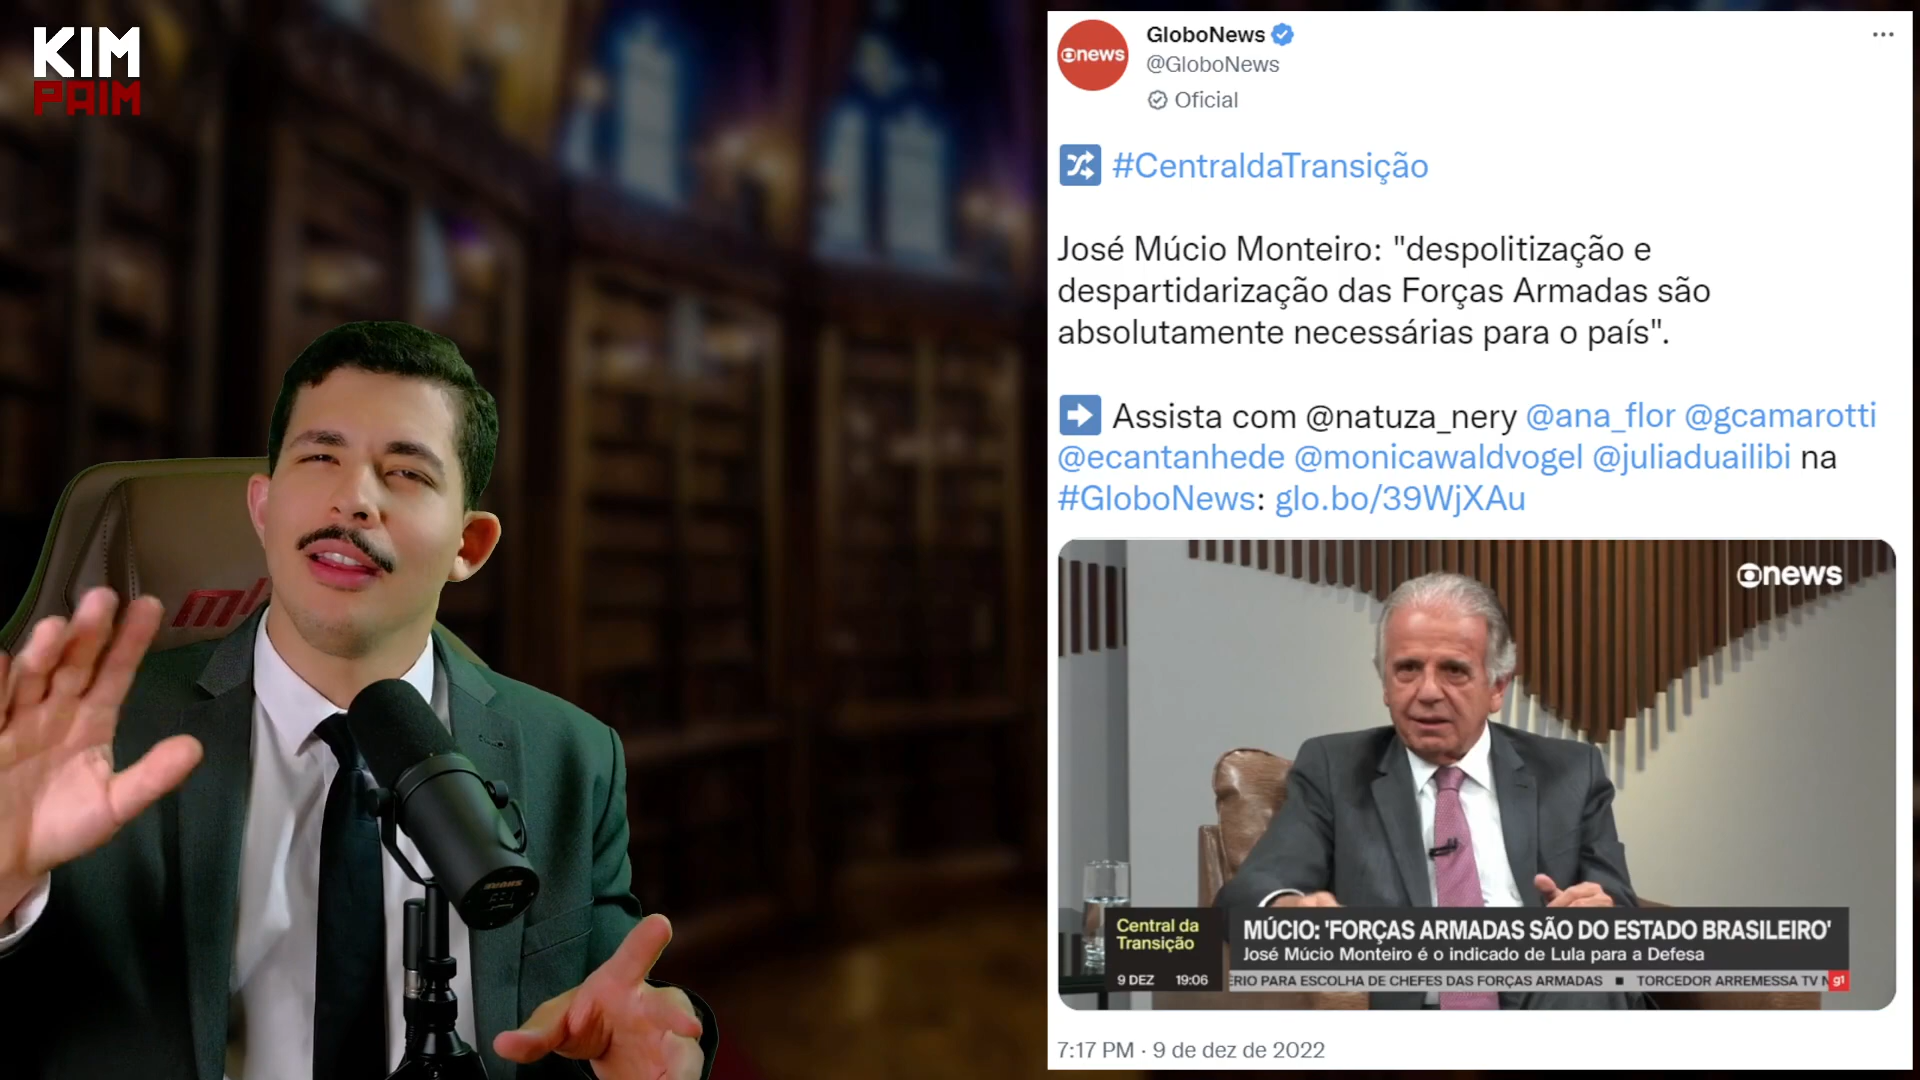 KIM
PAIM
news
GloboNews
@GloboNews
Oficial
#CentraldaTransição
José Múcio Monteiro: "despolitização e
despartidarização das Forças Armadas são
absolutamente necessárias para o país".
Assista com @natuza_nery @ana_flor @gcamarotti
@ecantanhede @monicawaldvogel @juliaduailibi na
#GloboNews: glo.bo/39WjXAu
news
Central da
Transição
MÚCIO: 'FORÇAS ARMADAS SÃO DO ESTADO BRASILEIRO'
José Múcio Monteiro é o indicado de Lula para a Defesa
9 DEZ 19:06
ÉRIO PARA ESCOLHA DE CHEFES DAS FORÇAS ARMADAS ■ TORCEDOR ARREMESSA TV N
g1
7:17 PM · 9 de dez de 2022